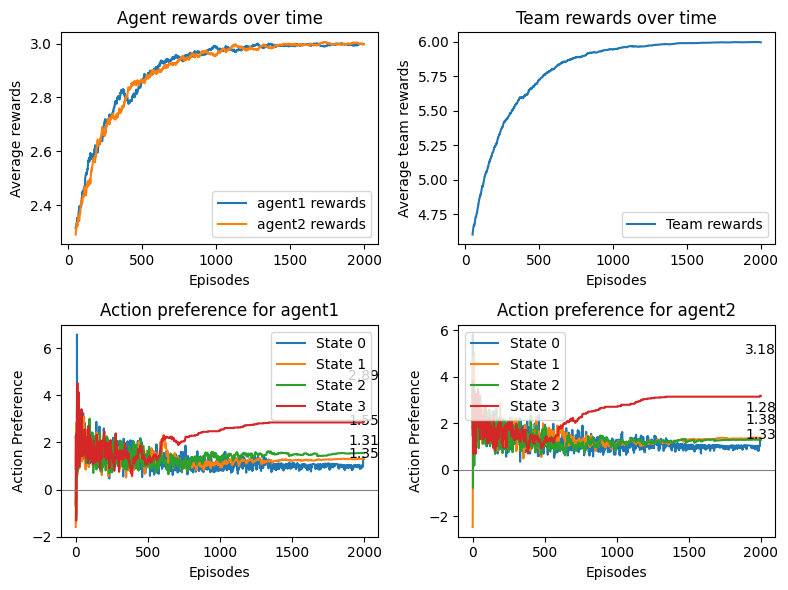 Agent rewards over time
Average rewards
3.0
2.8
2.6
2.4
agent1 rewards
agent2 rewards
0
500
1000
1500
2000
Episodes
Team rewards over time
Average team rewards
6.00
5.75
5.50
5.25
5.00
4.75
Team rewards
0
500
1000
1500
2000
Episodes
Action preference for agent1
Action Preference
6
4
2
0
−2
State 0
State 1
State 2
State 3
2.89
1.55
1.31
1.35
0
500
1000
1500
2000
Episodes
Action preference for agent2
Action Preference
6
4
2
0
−2
State 0
State 1
State 2
State 3
3.18
1.28
1.38
1.33
0
500
1000
1500
2000
Episodes